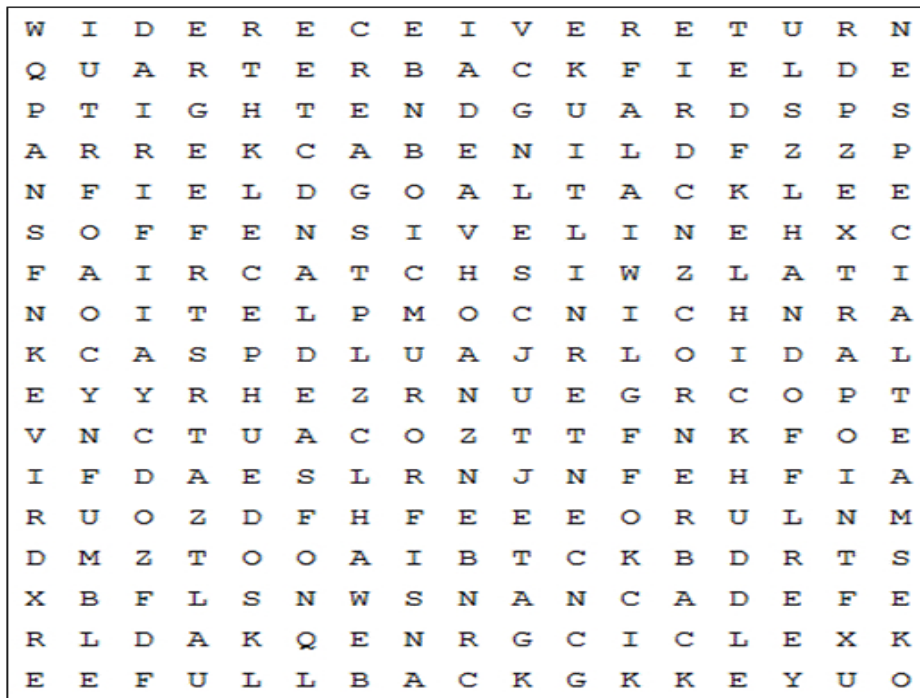 W I D E R E C E I V E R E T U R N
Q U A R T E R B A C K F I E L D E
P T I G H T E N D G U A R D S P S
A R R E K C A B E N I L D F Z Z P
N F I E L D G O A L T A C K L E E
S O F F E N S I V E L I N E H X C
F A I R C A T C H S I W Z L A T I
N O I T E L P M O C N I C H N R A
K C A S P D L U A J R L O I D A L
E Y Y R H E Z R N U E G R C O P T
V N C T U A C O Z T T F N K F O E
I F D A E S L R N J N F E H F I A
R U O Z D F H F E E E O R U L N M
D M Z T O O A I B T C K B D R T S
X B F L S N W S N A N C A D E F E
R L D A K Q E N R G C I C L E X K
E E F U L L B A C K G K K E Y U O